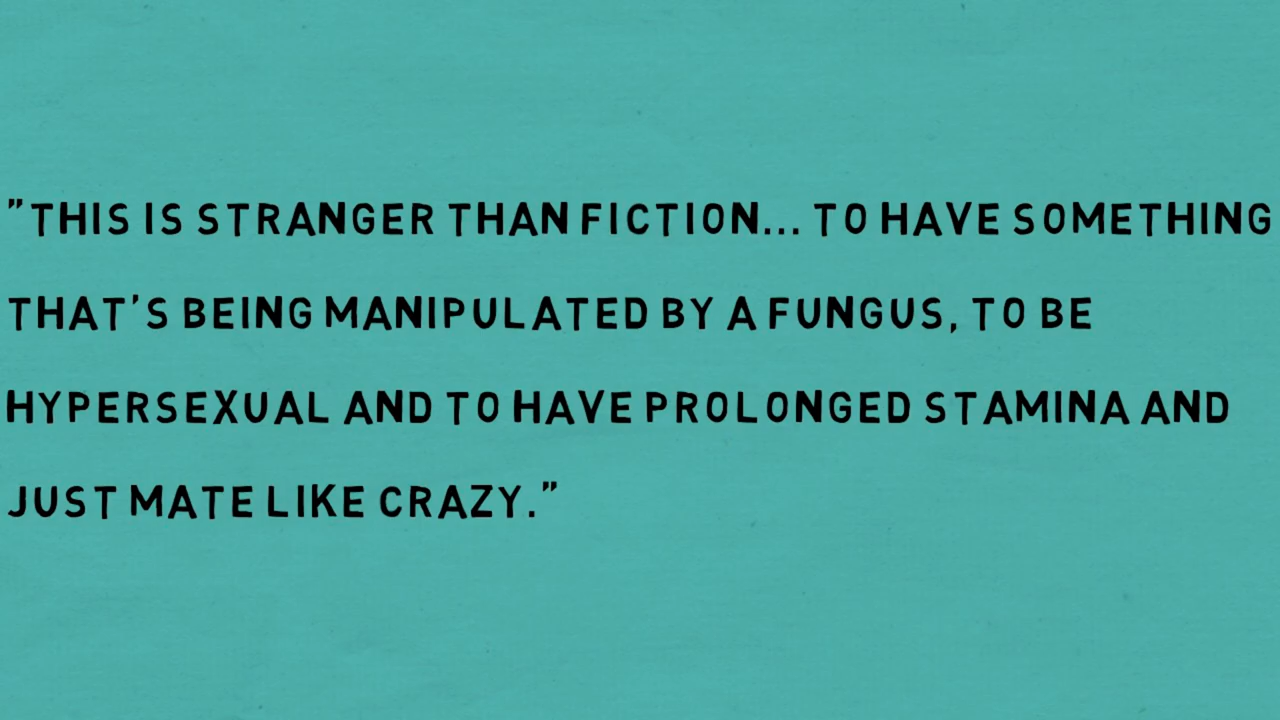 "THIS IS STRANGER THAN FICTION... TO HAVE SOMETHING
THAT'S BEING MANIPULATED BY A FUNGUS, TO BE
HYPERSEXUAL AND TO HAVE PROLONGED STAMINA AND
JUST MATE LIKE CRAZY."